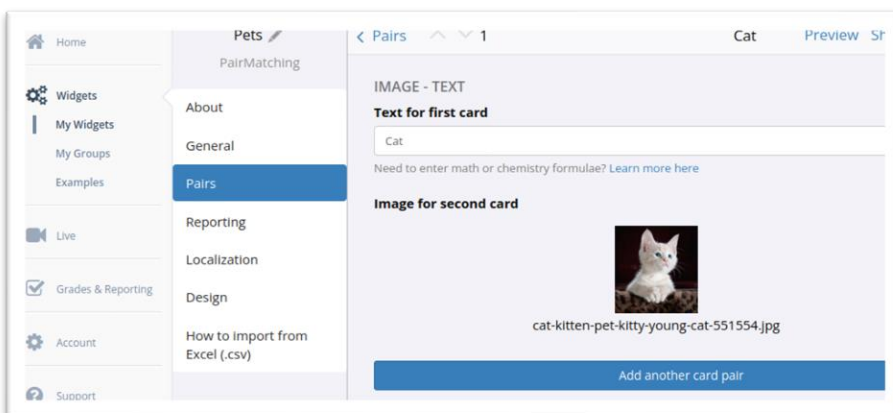 Home
Widgets
My Widgets
My Groups
Examples
Live
Grades & Reporting
Account
Support
Pets
PairMatching
About
General
Pairs
Reporting
Localization
Design
How to import from
Excel (.csv)
< Pairs 1 Cat Preview
IMAGE - TEXT
Text for first card
Cat
Need to enter math or chemistry formulae? Learn more here
Image for second card
cat-kitten-pet-kitty-young-cat-551554.jpg
Add another card pair